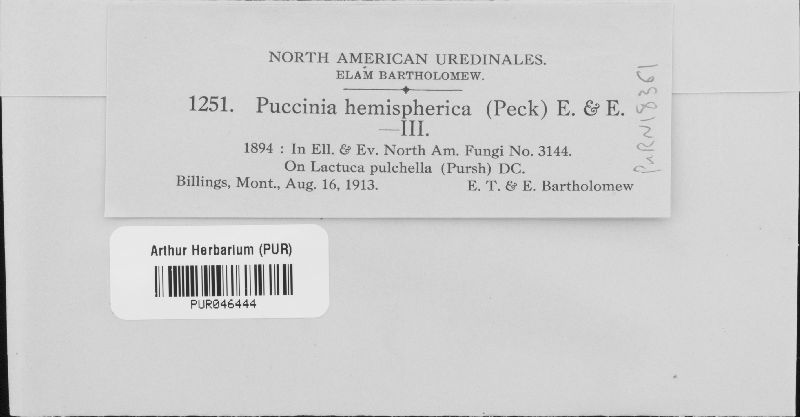 NORTH AMERICAN UREDINALES.
ELAM BARTHOLOMEW.
1251. Puccinia hemispherica (Peck) E. & E.
—III.
1894 : In Ell. & Ev. North Am. Fungi No. 3144.
On Lactuca pulchella (Pursh) DC.
Billings, Mont., Aug. 16, 1913. E. T. & E. Bartholomew
PURN18361
Arthur Herbarium (PUR)
PUR046444